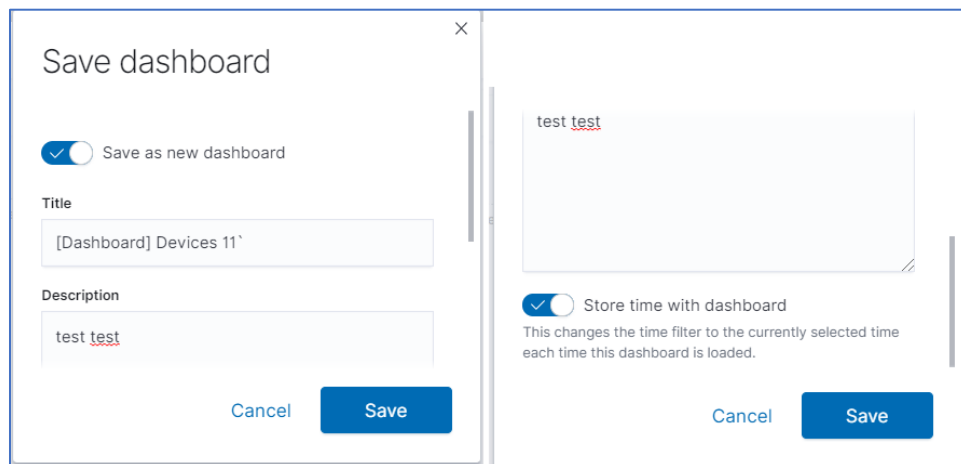 Save dashboard
Save as new dashboard
Title
[Dashboard] Devices 11`
Description
test test
Cancel
Save
test test
Store time with dashboard
This changes the time filter to the currently selected time
each time this dashboard is loaded.
Cancel
Save